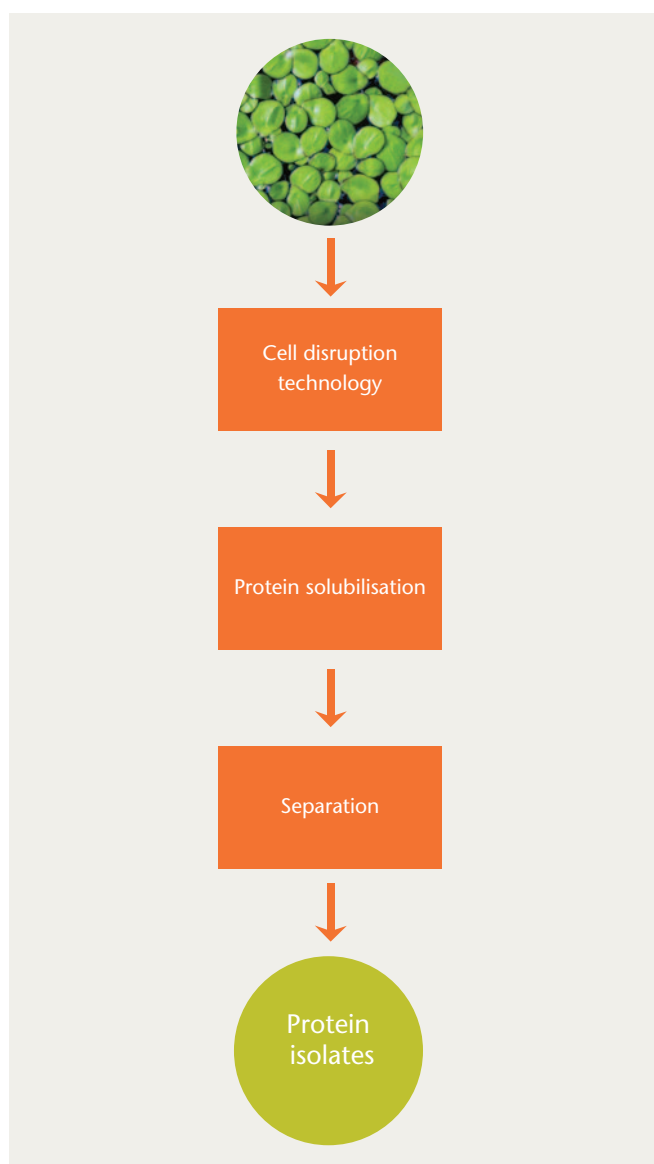 Cell disruption
technology
Protein solubilisation
Separation
Protein
isolates